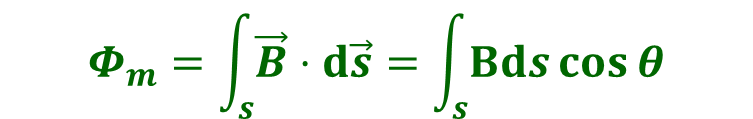 Φₘ = ∫ₛ B⃗ · ds⃗ = ∫ₛ Bds cos θ